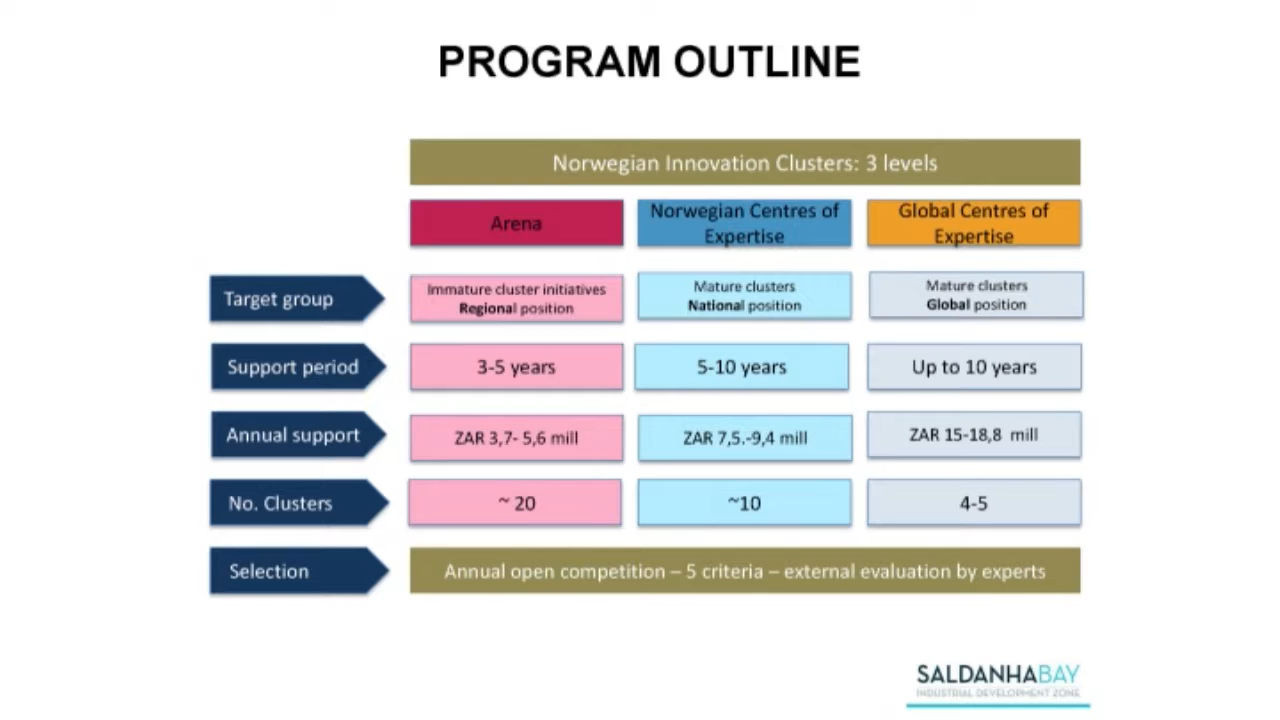 PROGRAM OUTLINE
Norwegian Innovation Clusters: 3 levels
Arena
Norwegian Centres of
Expertise
Global Centres of
Expertise
Target group
Immature cluster initiatives
Regional position
Mature clusters
National position
Mature clusters
Global position
Support period
3-5 years
5-10 years
Up to 10 years
Annual support
ZAR 3,7- 5,6 mill
ZAR 7,5.-9,4 mill
ZAR 15-18,8 mill
No. Clusters
~ 20
~10
4-5
Selection
Annual open competition – 5 criteria – external evaluation by experts
SALDANHABAY
INDUSTRIAL DEVELOPMENT ZONE